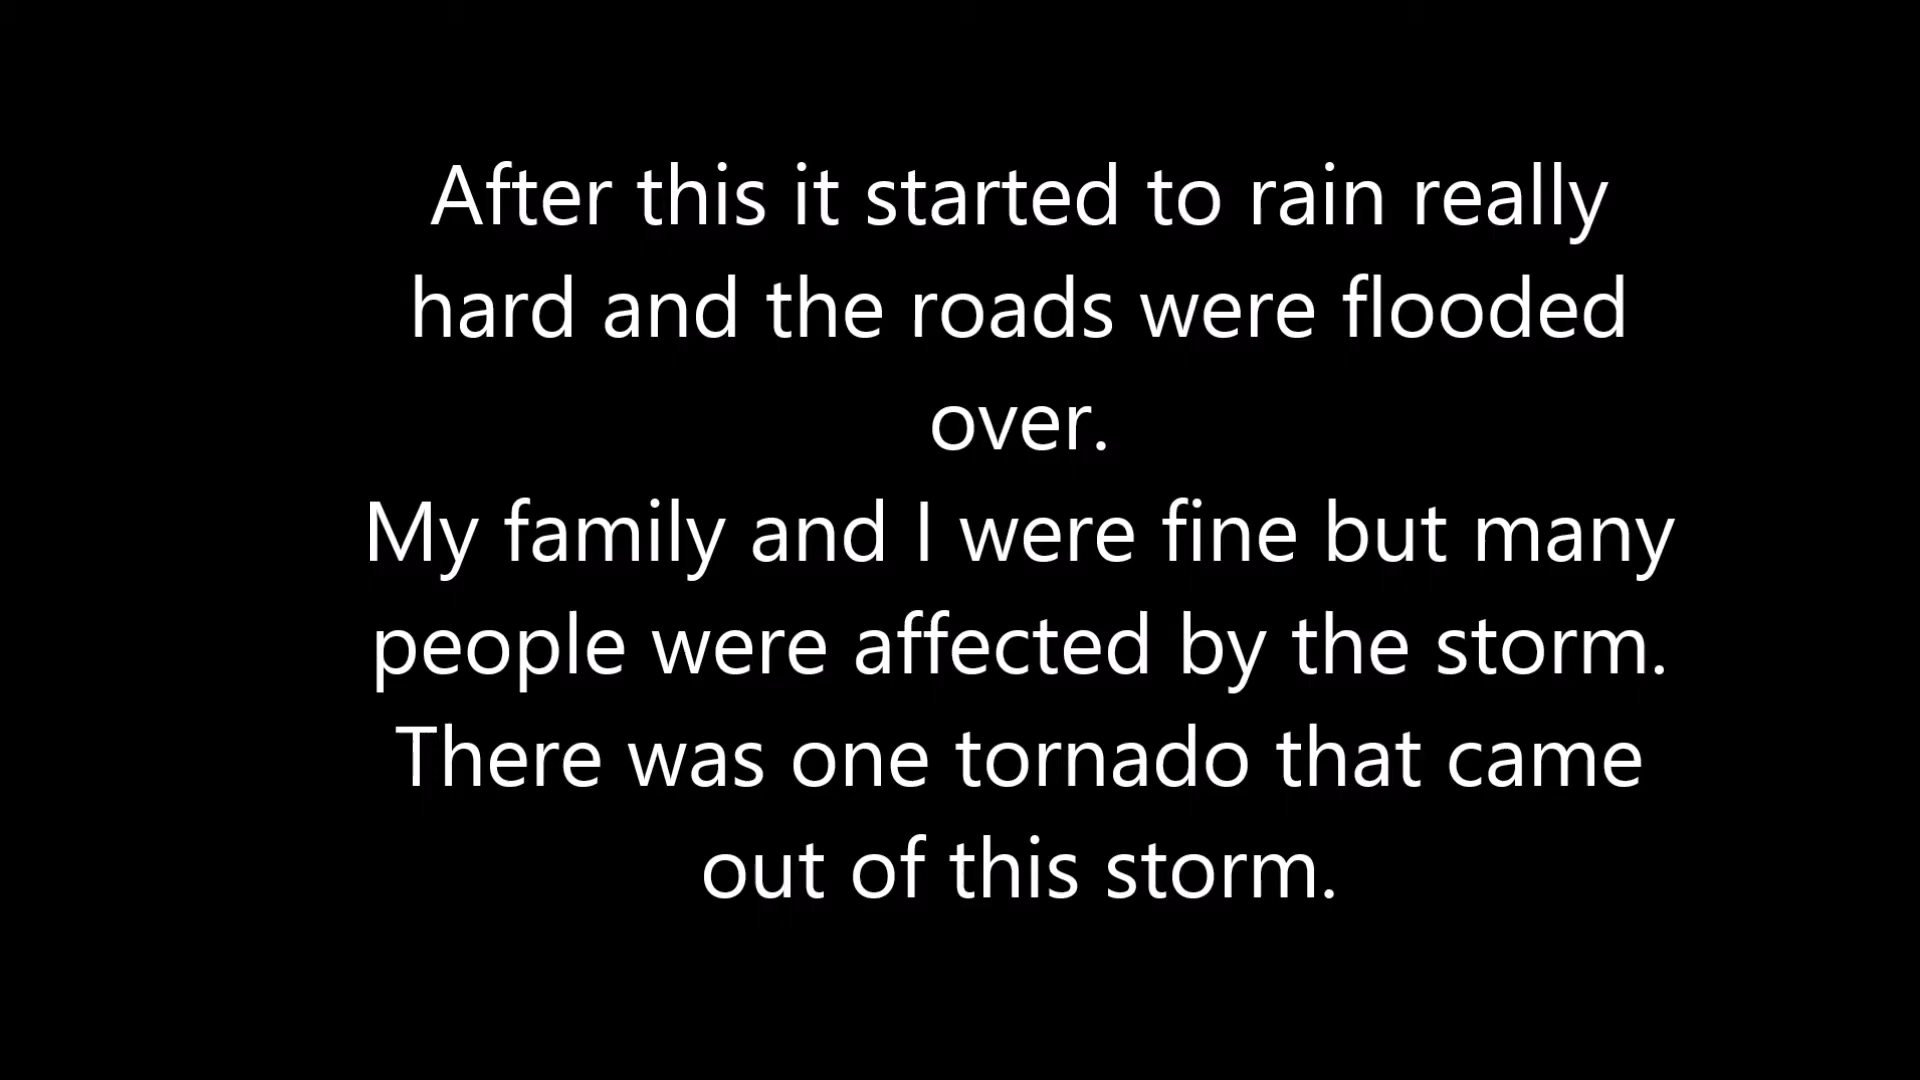 After this it started to rain really
hard and the roads were flooded
over.
My family and I were fine but many
people were affected by the storm.
There was one tornado that came
out of this storm.